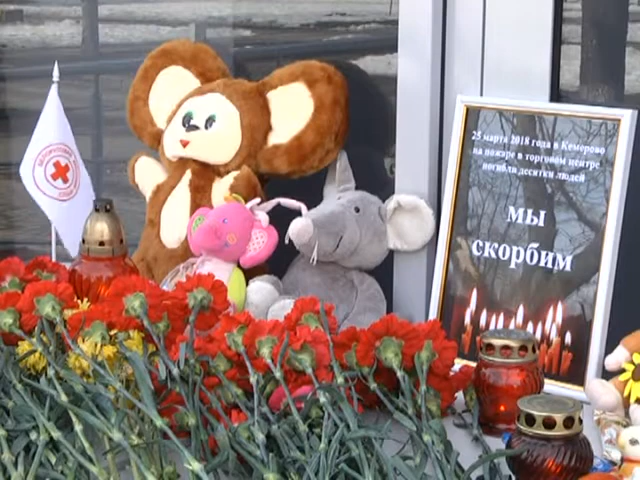 25 марта 2018 года в Кемерово
на пожаре в торговом центре
погибли десятки людей
мы
скорбим